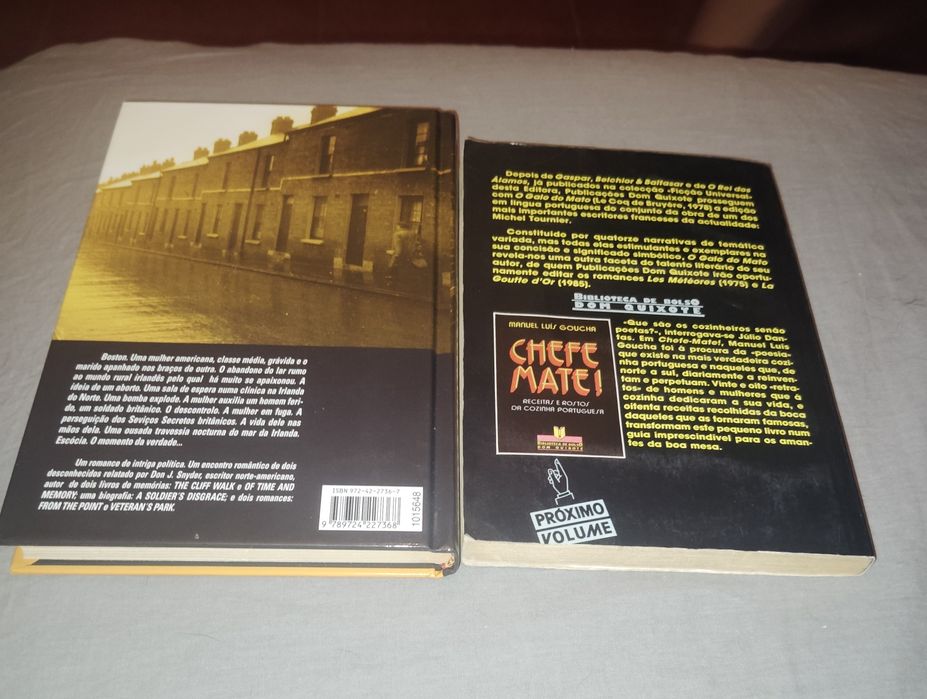 Boston. Uma mulher americana, classe média, grávida e o
marido apanhado nos braços de outra. O abandono do lar rumo
ao mundo rural irlandês pelo qual há muito se apaixonou. A
ideia de um aborto. Uma sala de espera numa clínica na Irlanda
do Norte. Uma bomba explode. A mulher auxilia um homem feri-
do, um soldado britânico. O descontrolo. A mulher em fuga. A
perseguição dos Seviços Secretos britânicos. A vida dele nas
mãos dela. Uma ousada travessia nocturna do mar da Irlanda.
Escócia. O momento da verdade...
Um romance de intriga política. Um encontro romântico de dois
desconhecidos relatado por Don J. Snyder, escritor norte-americano,
autor de dois livros de memórias: THE CLIFF WALK e OF TIME AND
MEMORY; uma biografia: A SOLDIER'S DISGRACE; e dois romances:
FROM THE POINT e VETERAN'S PARK.
ISBN 972-42-2736-7
9 789724 227368
1015648
Depois de Gaspar, Belchior & Baltasar e de O Rei dos
Álamos, já publicados na colecção «Ficção Universal»
desta Editora, Publicações Dom Quixote prosseguem
com O Galo do Mato (Le Coq de Bruyère, 1978) a edição
em língua portuguesa do conjunto da obra de um dos
mais importantes escritores franceses da actualidade:
Michel Tournier.
Constituído por quatorze narrativas de temática
variada, mas todas elas estimulantes e exemplares na
sua concisão e significado simbólico, O Galo do Mato
revela-nos uma outra faceta do talento literário do seu
autor, de quem Publicações Dom Quixote irão oportu-
namente editar os romances Les Météores (1975) e La
Goutte d'Or (1985).
BIBLIOTECA DE BOLSO
DOM QUIXOTE
MANUEL LUÍS GOUCHA
CHEFE
MATE!
RECEITAS E ROSTOS
DA COZINHA PORTUGUESA
BIBLIOTECA DE BOLSO
DOM QUIXOTE
«Que são os cozinheiros senão
poetas?», interrogava-se Júlio Dan-
tas. Em Chefe-Mate!, Manuel Luís
Goucha foi à procura da «poesia»
que existe na mais verdadeira cozi-
nha portuguesa e naqueles que, de
norte a sul, diariamente a reinven-
tam e perpetuam. Vinte e oito «retra-
tos» de homens e mulheres que à
cozinha dedicaram a sua vida, e
oitenta receitas recolhidas da boca
daqueles que as tornaram famosas,
transformam este pequeno livro num
guia imprescindível para os aman-
tes da boa mesa.
PRÓXIMO
VOLUME